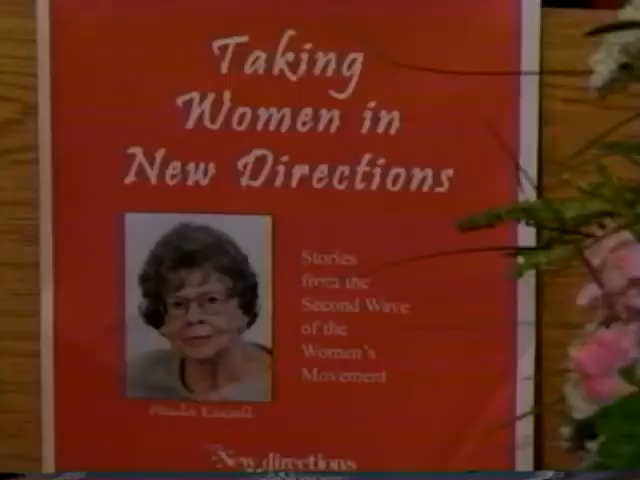 Taking
Women in
New Directions
Stories
from the
Second Wave
of the
Women's
Movement
New directions